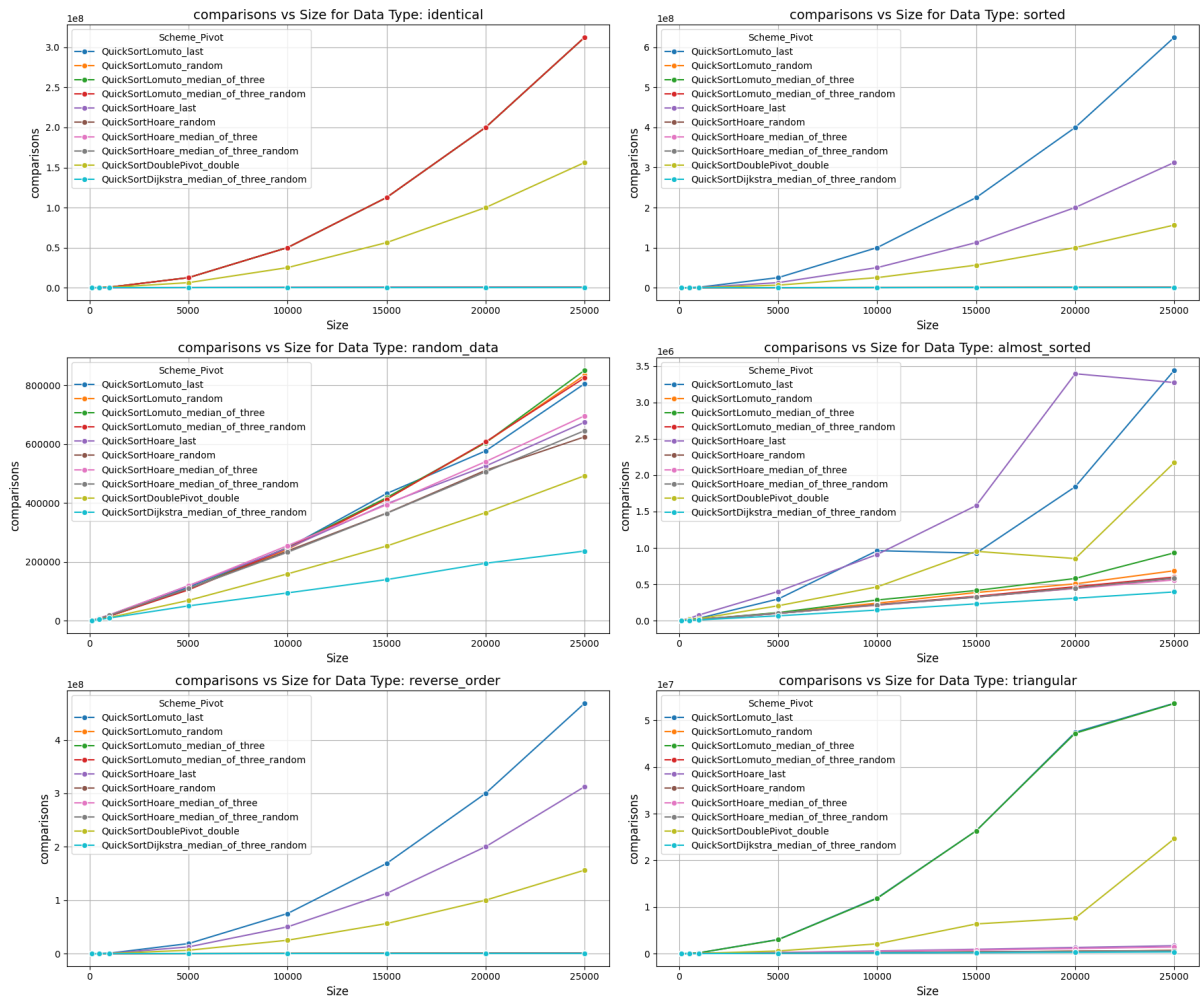 comparisons vs Size for Data Type: identical
1e8
comparisons
3.0
2.5
2.0
1.5
1.0
0.5
0.0
Scheme_Pivot
QuickSortLomuto_last
QuickSortLomuto_random
QuickSortLomuto_median_of_three
QuickSortLomuto_median_of_three_random
QuickSortHoare_last
QuickSortHoare_random
QuickSortHoare_median_of_three
QuickSortHoare_median_of_three_random
QuickSortDoublePivot_double
QuickSortDijkstra_median_of_three_random
0 5000 10000 15000 20000 25000
Size
comparisons vs Size for Data Type: sorted
1e8
comparisons
6
5
4
3
2
1
0
Scheme_Pivot
QuickSortLomuto_last
QuickSortLomuto_random
QuickSortLomuto_median_of_three
QuickSortLomuto_median_of_three_random
QuickSortHoare_last
QuickSortHoare_random
QuickSortHoare_median_of_three
QuickSortHoare_median_of_three_random
QuickSortDoublePivot_double
QuickSortDijkstra_median_of_three_random
0 5000 10000 15000 20000 25000
Size
comparisons vs Size for Data Type: random_data
comparisons
800000
600000
400000
200000
0
Scheme_Pivot
QuickSortLomuto_last
QuickSortLomuto_random
QuickSortLomuto_median_of_three
QuickSortLomuto_median_of_three_random
QuickSortHoare_last
QuickSortHoare_random
QuickSortHoare_median_of_three
QuickSortHoare_median_of_three_random
QuickSortDoublePivot_double
QuickSortDijkstra_median_of_three_random
0 5000 10000 15000 20000 25000
Size
comparisons vs Size for Data Type: almost_sorted
1e6
comparisons
3.5
3.0
2.5
2.0
1.5
1.0
0.5
0.0
Scheme_Pivot
QuickSortLomuto_last
QuickSortLomuto_random
QuickSortLomuto_median_of_three
QuickSortLomuto_median_of_three_random
QuickSortHoare_last
QuickSortHoare_random
QuickSortHoare_median_of_three
QuickSortHoare_median_of_three_random
QuickSortDoublePivot_double
QuickSortDijkstra_median_of_three_random
0 5000 10000 15000 20000 25000
Size
comparisons vs Size for Data Type: reverse_order
1e8
comparisons
4
3
2
1
0
Scheme_Pivot
QuickSortLomuto_last
QuickSortLomuto_random
QuickSortLomuto_median_of_three
QuickSortLomuto_median_of_three_random
QuickSortHoare_last
QuickSortHoare_random
QuickSortHoare_median_of_three
QuickSortHoare_median_of_three_random
QuickSortDoublePivot_double
QuickSortDijkstra_median_of_three_random
0 5000 10000 15000 20000 25000
Size
comparisons vs Size for Data Type: triangular
1e7
comparisons
5
4
3
2
1
0
Scheme_Pivot
QuickSortLomuto_last
QuickSortLomuto_random
QuickSortLomuto_median_of_three
QuickSortLomuto_median_of_three_random
QuickSortHoare_last
QuickSortHoare_random
QuickSortHoare_median_of_three
QuickSortHoare_median_of_three_random
QuickSortDoublePivot_double
QuickSortDijkstra_median_of_three_random
0 5000 10000 15000 20000 25000
Size